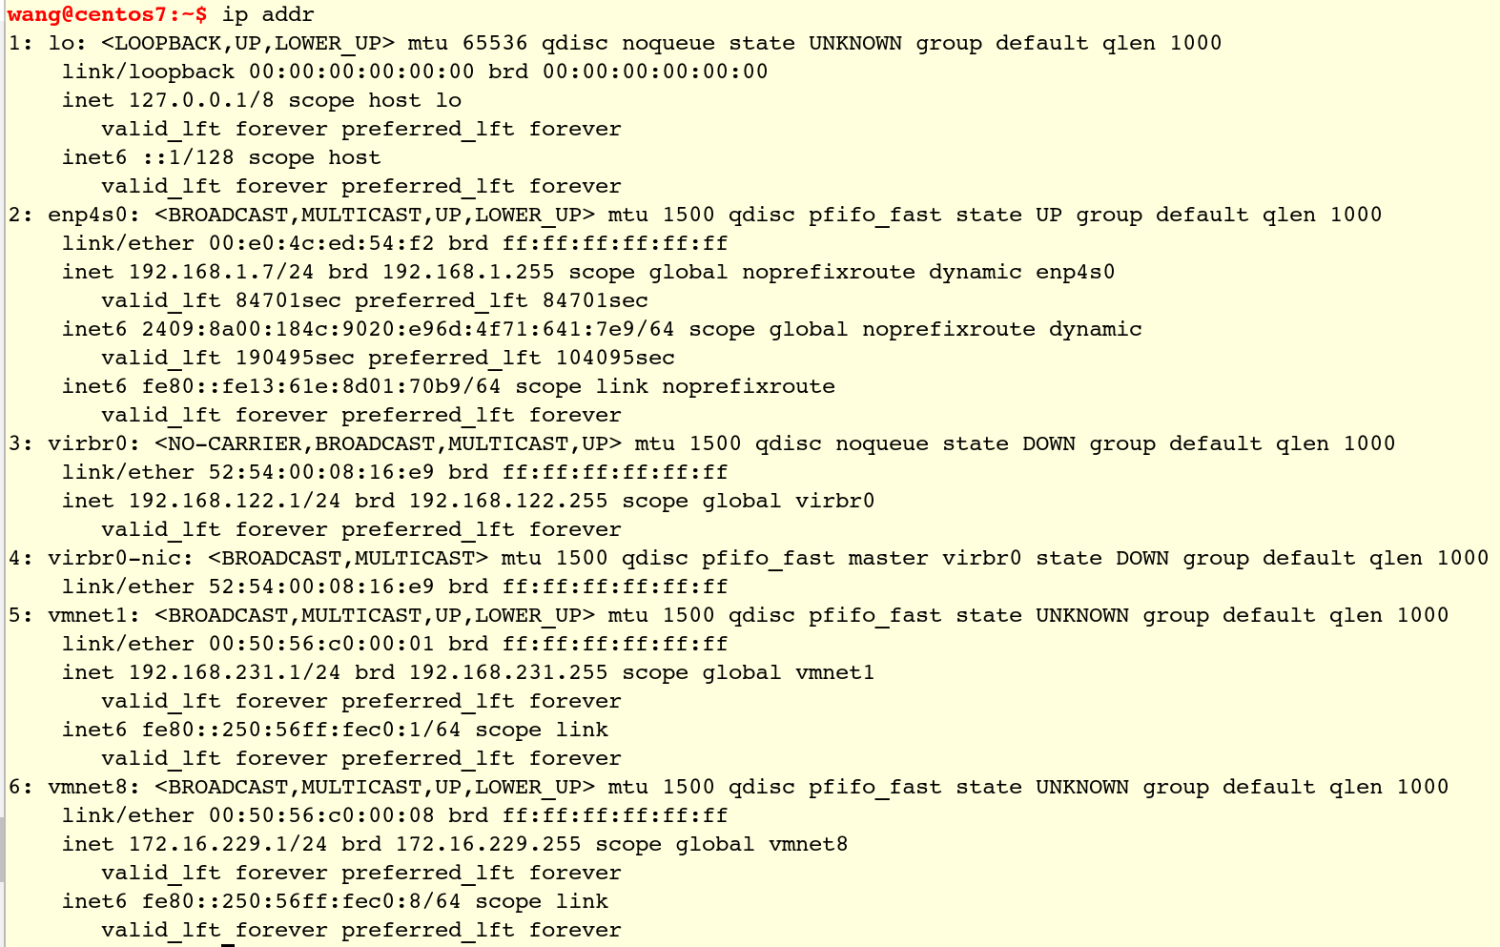 wang@centos7:~$ ip addr
1: lo: <LOOPBACK,UP,LOWER_UP> mtu 65536 qdisc noqueue state UNKNOWN group default qlen 1000
    link/loopback 00:00:00:00:00:00 brd 00:00:00:00:00:00
    inet 127.0.0.1/8 scope host lo
       valid_lft forever preferred_lft forever
    inet6 ::1/128 scope host
       valid_lft forever preferred_lft forever
2: enp4s0: <BROADCAST,MULTICAST,UP,LOWER_UP> mtu 1500 qdisc pfifo_fast state UP group default qlen 1000
    link/ether 00:e0:4c:ed:54:f2 brd ff:ff:ff:ff:ff:ff
    inet 192.168.1.7/24 brd 192.168.1.255 scope global noprefixroute dynamic enp4s0
       valid_lft 84701sec preferred_lft 84701sec
    inet6 2409:8a00:184c:9020:e96d:4f71:641:7e9/64 scope global noprefixroute dynamic
       valid_lft 190495sec preferred_lft 104095sec
    inet6 fe80::fe13:61e:8d01:70b9/64 scope link noprefixroute
       valid_lft forever preferred_lft forever
3: virbr0: <NO-CARRIER,BROADCAST,MULTICAST,UP> mtu 1500 qdisc noqueue state DOWN group default qlen 1000
    link/ether 52:54:00:08:16:e9 brd ff:ff:ff:ff:ff:ff
    inet 192.168.122.1/24 brd 192.168.122.255 scope global virbr0
       valid_lft forever preferred_lft forever
4: virbr0-nic: <BROADCAST,MULTICAST> mtu 1500 qdisc pfifo_fast master virbr0 state DOWN group default qlen 1000
    link/ether 52:54:00:08:16:e9 brd ff:ff:ff:ff:ff:ff
5: vmnet1: <BROADCAST,MULTICAST,UP,LOWER_UP> mtu 1500 qdisc pfifo_fast state UNKNOWN group default qlen 1000
    link/ether 00:50:56:c0:00:01 brd ff:ff:ff:ff:ff:ff
    inet 192.168.231.1/24 brd 192.168.231.255 scope global vmnet1
       valid_lft forever preferred_lft forever
    inet6 fe80::250:56ff:fec0:1/64 scope link
       valid_lft forever preferred_lft forever
6: vmnet8: <BROADCAST,MULTICAST,UP,LOWER_UP> mtu 1500 qdisc pfifo_fast state UNKNOWN group default qlen 1000
    link/ether 00:50:56:c0:00:08 brd ff:ff:ff:ff:ff:ff
    inet 172.16.229.1/24 brd 172.16.229.255 scope global vmnet8
       valid_lft forever preferred_lft forever
    inet6 fe80::250:56ff:fec0:8/64 scope link
       valid_lft forever preferred_lft forever